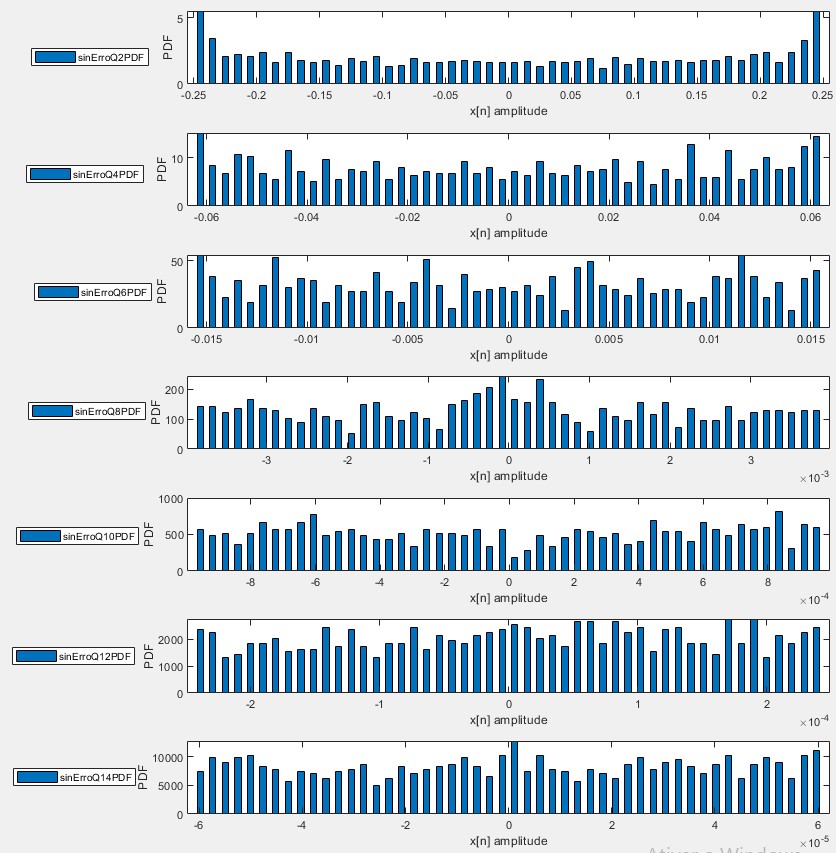 5
0
PDF
sinErroQ2PDF
-0.25 -0.2 -0.15 -0.1 -0.05 0 0.05 0.1 0.15 0.2 0.25
x[n] amplitude
10
0
PDF
sinErroQ4PDF
-0.06 -0.04 -0.02 0 0.02 0.04 0.06
x[n] amplitude
50
0
PDF
sinErroQ6PDF
-0.015 -0.01 -0.005 0 0.005 0.01 0.015
x[n] amplitude
200
100
0
PDF
sinErroQ8PDF
-3 -2 -1 0 1 2 3
x[n] amplitude
×10^-3
1000
500
0
PDF
sinErroQ10PDF
-8 -6 -4 -2 0 2 4 6 8
x[n] amplitude
×10^-4
2000
1000
0
PDF
sinErroQ12PDF
-2 -1 0 1 2
x[n] amplitude
×10^-4
10000
5000
0
PDF
sinErroQ14PDF
-6 -4 -2 0 2 4 6
x[n] amplitude
×10^-5